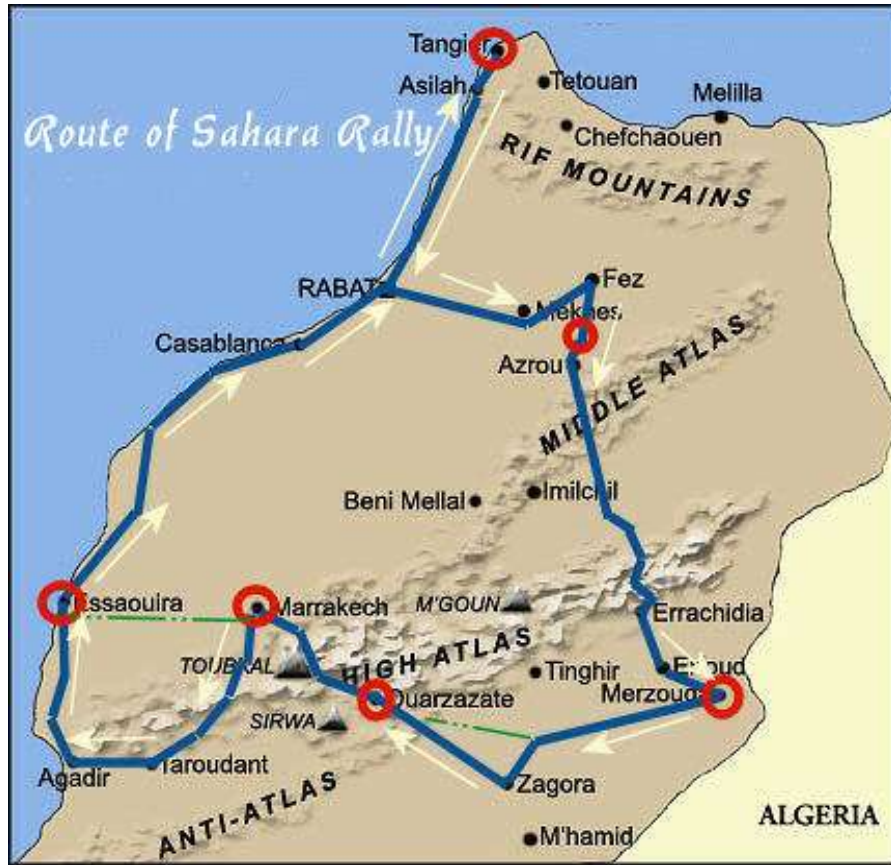 Tangier
Asilah
Tetouan
Melilla
Route of Sahara Rally
Chefchaouen
RIF MOUNTAINS
RABAT
Fez
Meknes
Casablanca
Azrou
MIDDLE ATLAS
Beni Mellal
Imilchil
Essaouira
Marrakech
M'GOUN
Errachidia
TOUBKAL
HIGH ATLAS
Tinghir
Erfoud
Merzouga
Ouarzazate
SIRWA
Agadir
Taroudant
Zagora
ANTI-ATLAS
M'hamid
ALGERIA